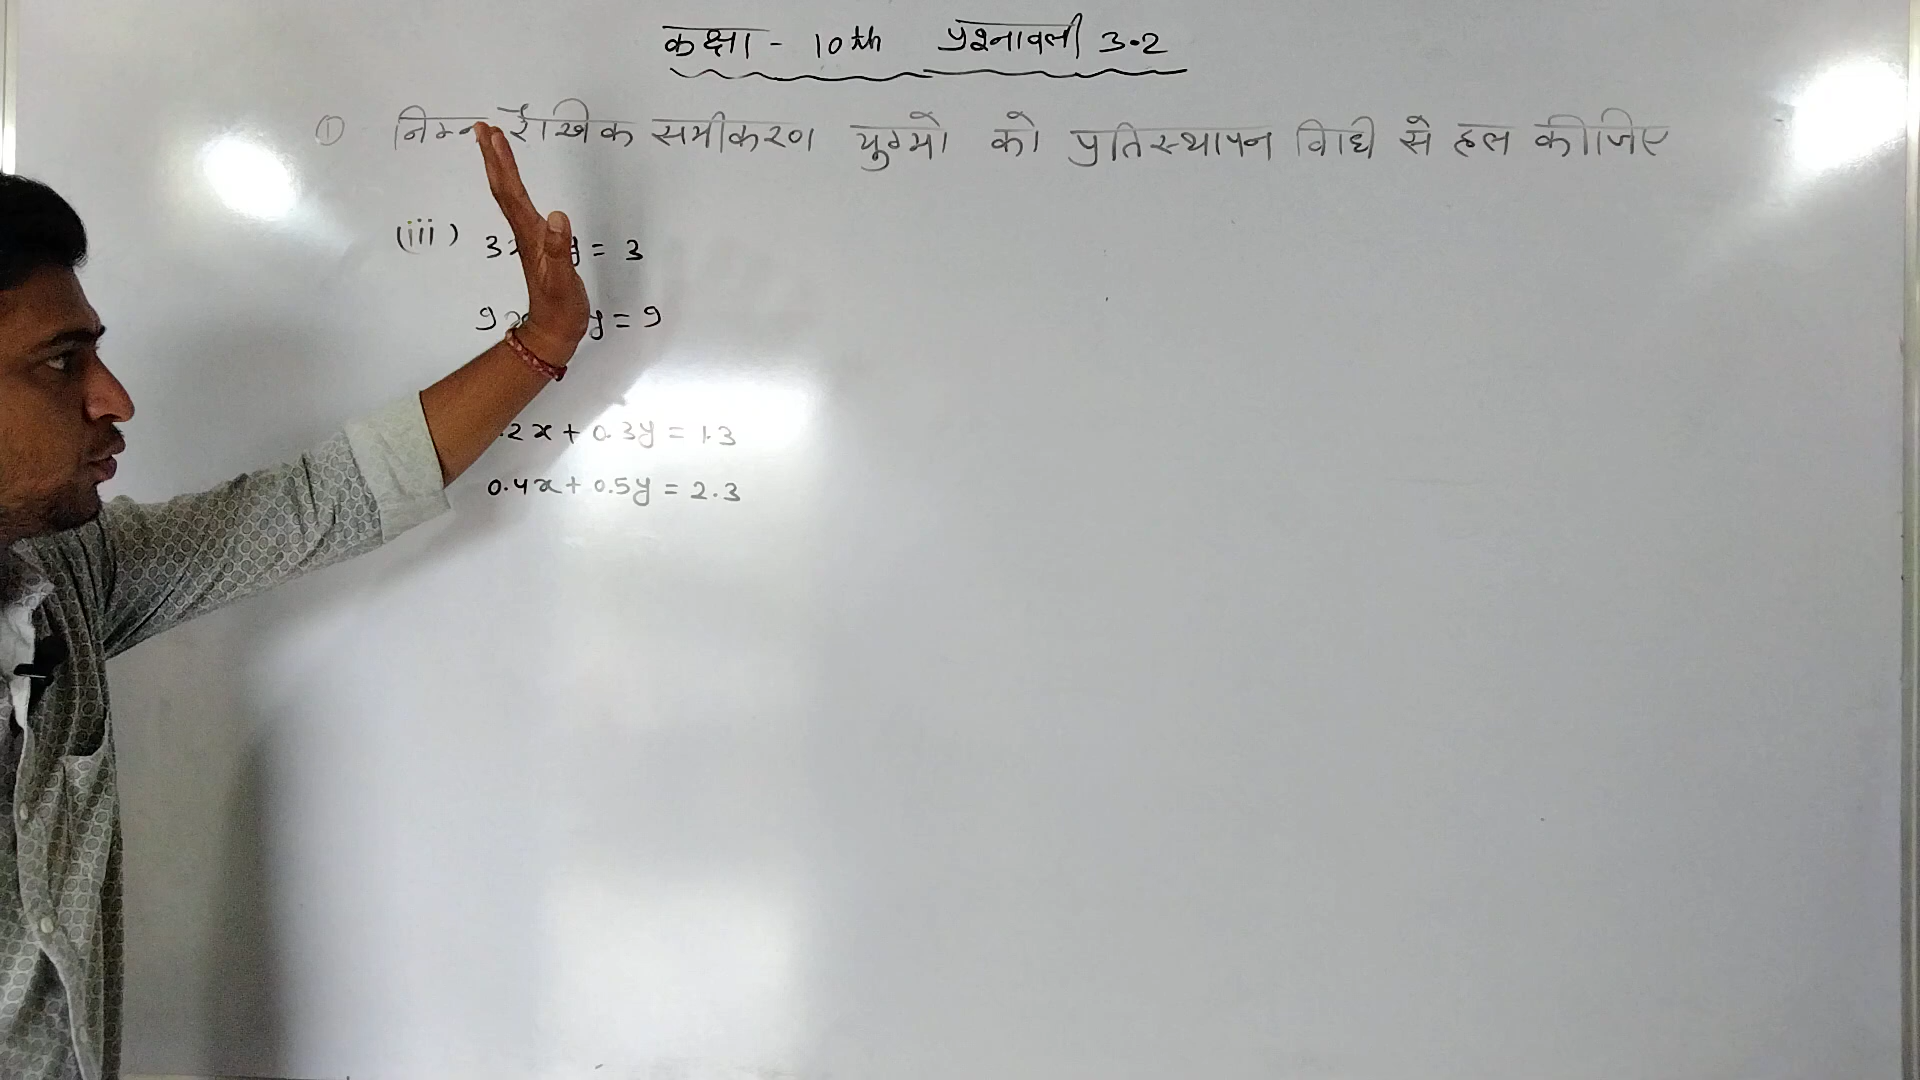 कक्षा - 10th प्रश्नावली 3.2
① निम्न रैखिक समीकरण युग्मो को प्रतिस्थापन विधि से हल कीजिए
(iii) 3 y = 3
9 y = 9
.2x + 0.3y = 1.3
0.4x + 0.5y = 2.3